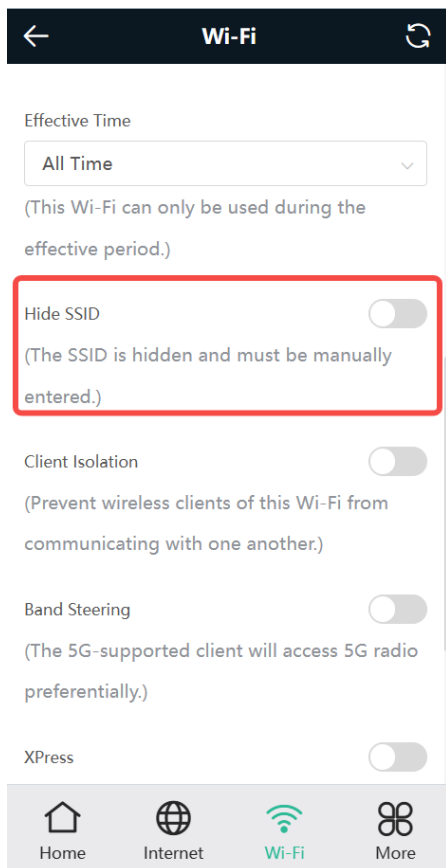 Wi-Fi
Effective Time
All Time
(This Wi-Fi can only be used during the
effective period.)
Hide SSID
(The SSID is hidden and must be manually
entered.)
Client Isolation
(Prevent wireless clients of this Wi-Fi from
communicating with one another.)
Band Steering
(The 5G-supported client will access 5G radio
preferentially.)
XPress
Home Internet Wi-Fi More